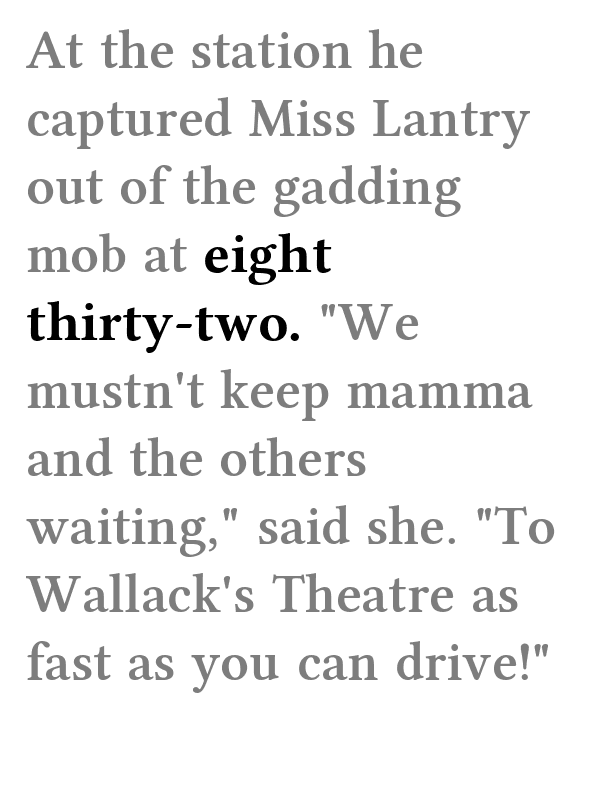 At the station he
captured Miss Lantry
out of the gadding
mob at eight
thirty-two. "We
mustn't keep mamma
and the others
waiting," said she. "To
Wallack's Theatre as
fast as you can drive!"